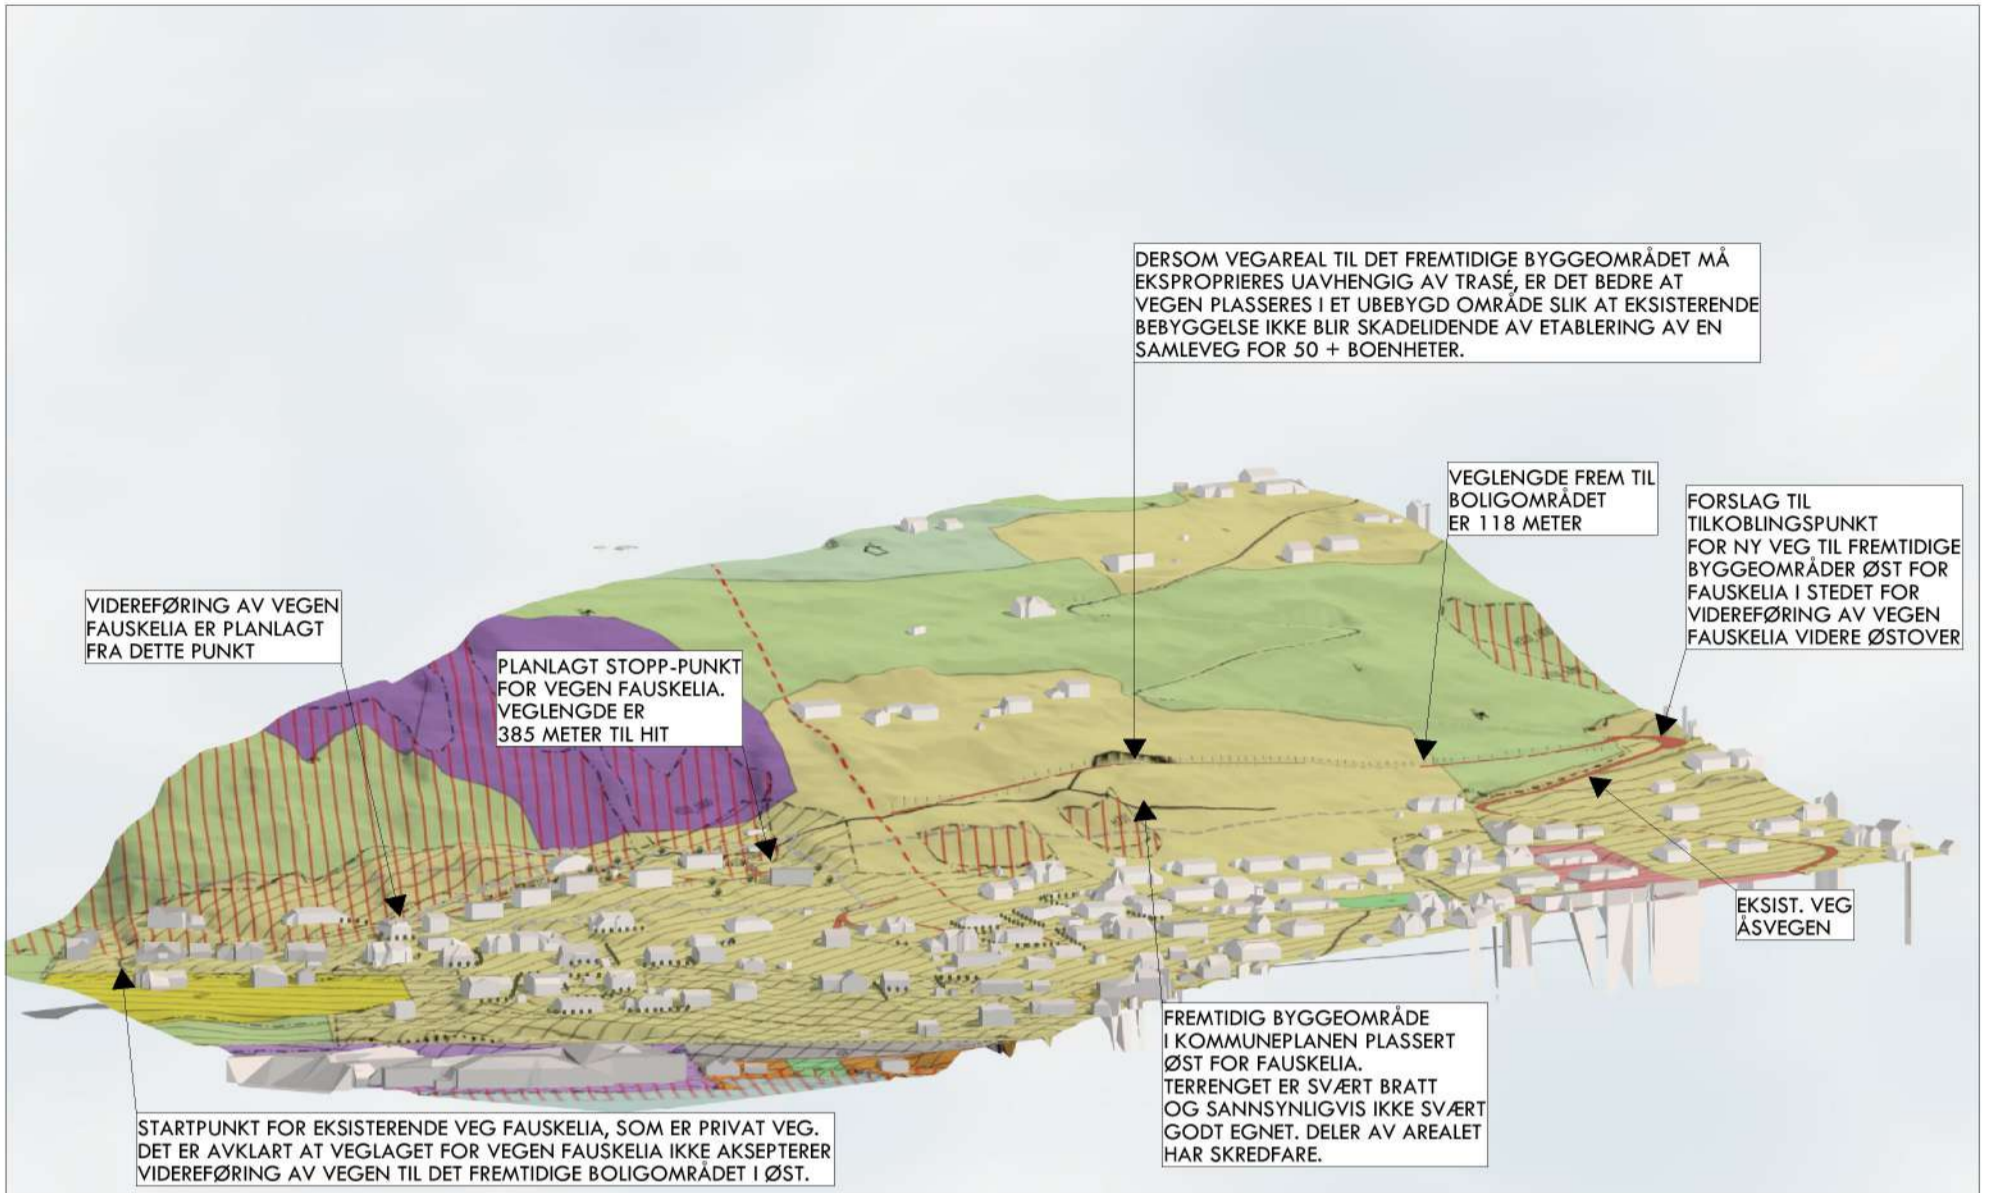 DERSOM VEGAREAL TIL DET FREMTIDIGE BYGGEOMRÅDET MÅ
EKSPROPRIERES UAVHENGIG AV TRASÉ, ER DET BEDRE AT
VEGEN PLASSERES I ET UBEBYGD OMRÅDE SLIK AT EKSISTERENDE
BEBYGGELSE IKKE BLIR SKADELIDENDE AV ETABLERING AV EN
SAMLEVEG FOR 50 + BOENHETER.
VEGLENGDE FREM TIL
BOLIGOMRÅDET
ER 118 METER
FORSLAG TIL
TILKOBLINGSPUNKT
FOR NY VEG TIL FREMTIDIGE
BYGGEOMRÅDER ØST FOR
FAUSKELIA I STEDET FOR
VIDEREFØRING AV VEGEN
FAUSKELIA VIDERE ØSTOVER
VIDEREFØRING AV VEGEN
FAUSKELIA ER PLANLAGT
FRA DETTE PUNKT
PLANLAGT STOPP-PUNKT
FOR VEGEN FAUSKELIA.
VEGLENGDE ER
385 METER TIL HIT
EKSIST. VEG
ÅSVEGEN
FREMTIDIG BYGGEOMRÅDE
I KOMMUNEPLANEN PLASSERT
ØST FOR FAUSKELIA.
TERRENGET ER SVÆRT BRATT
OG SANNSYNLIGVIS IKKE SVÆRT
GODT EGNET. DELER AV AREALET
HAR SKREDFARE.
STARTPUNKT FOR EKSISTERENDE VEG FAUSKELIA, SOM ER PRIVAT VEG.
DET ER AVKLART AT VEGLAGET FOR VEGEN FAUSKELIA IKKE AKSEPTERER
VIDEREFØRING AV VEGEN TIL DET FREMTIDIGE BOLIGOMRÅDET I ØST.